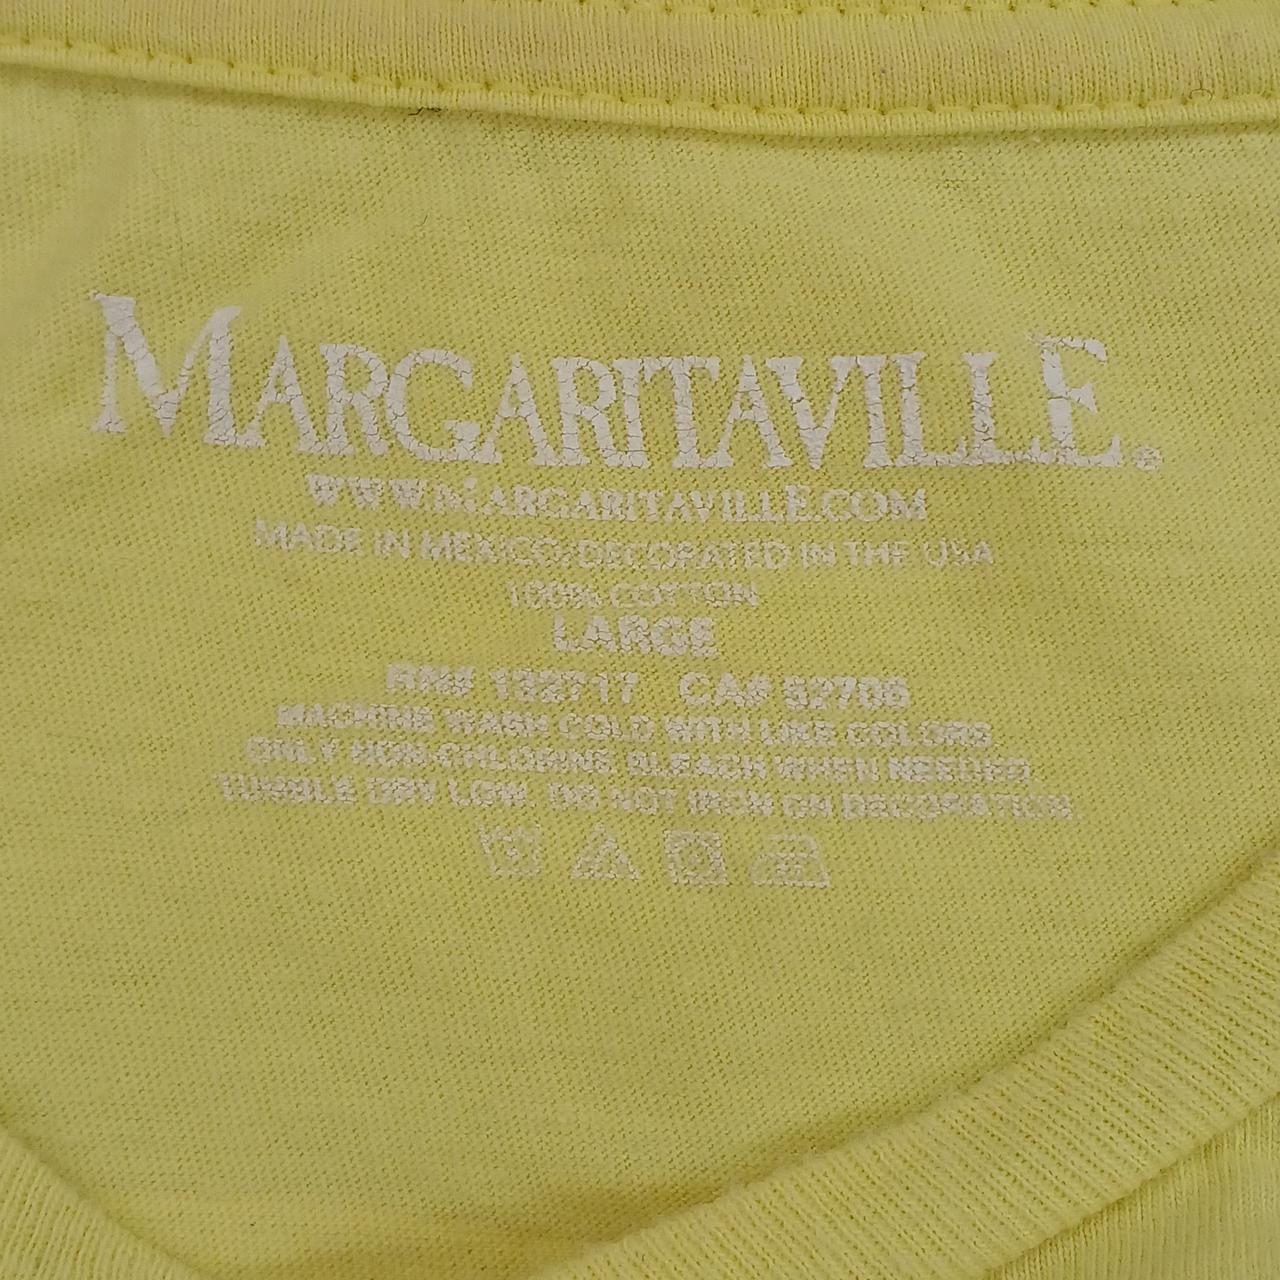 MARGARITAVILLE®
WWW.MARGARITAVILLE.COM
MADE IN MEXICO/DECORATED IN THE USA
100% COTTON
LARGE
RN# 132717 CA# 52706
MACHINE WASH COLD WITH LIKE COLORS
ONLY NON-CHLORINE BLEACH WHEN NEEDED.
TUMBLE DRY LOW. DO NOT IRON ON DECORATION.